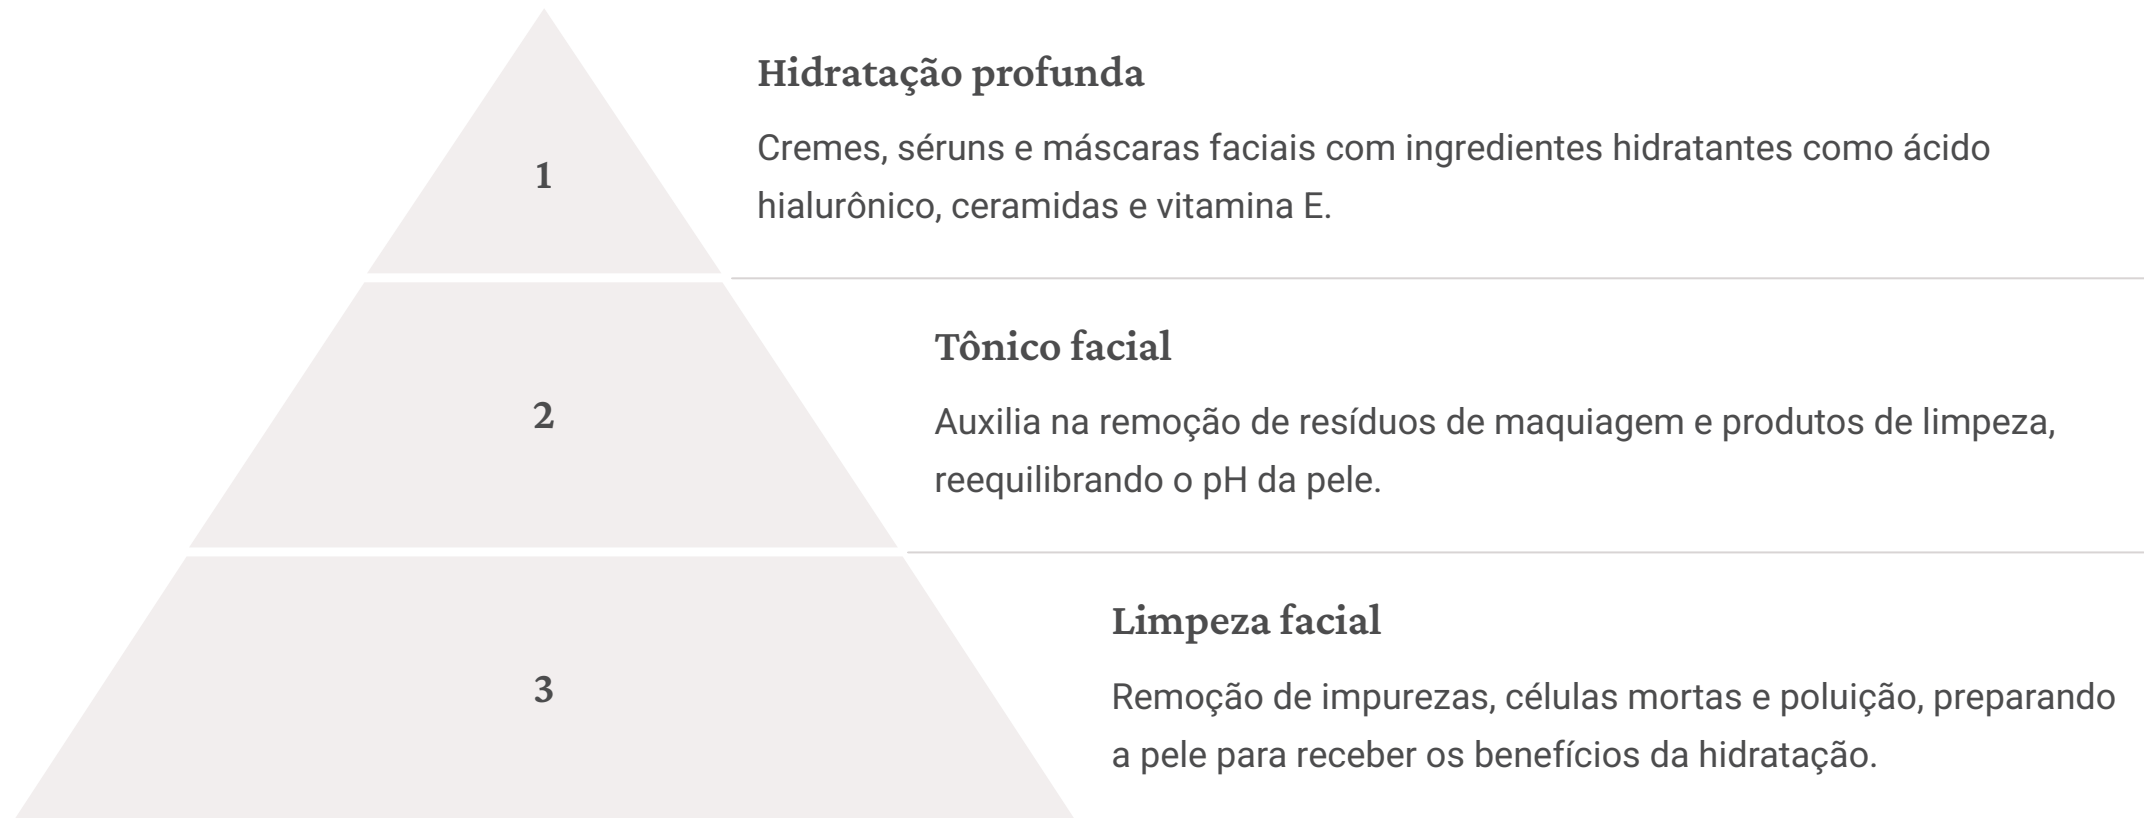 1
Hidratação profunda
Cremes, séruns e máscaras faciais com ingredientes hidratantes como ácido
hialurônico, ceramidas e vitamina E.
2
Tônico facial
Auxilia na remoção de resíduos de maquiagem e produtos de limpeza,
reequilibrando o pH da pele.
3
Limpeza facial
Remoção de impurezas, células mortas e poluição, preparando
a pele para receber os benefícios da hidratação.